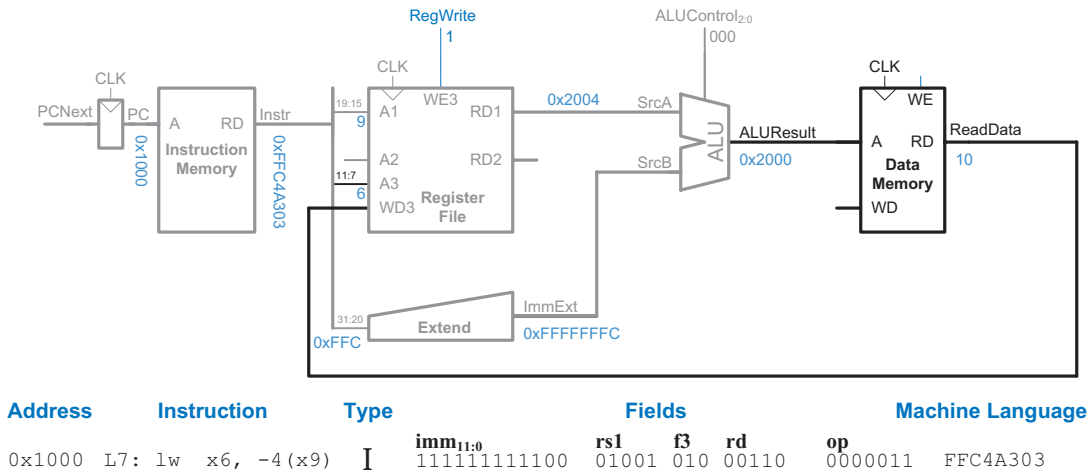 RegWrite
ALUControl2:0
1
000
CLK
CLK
CLK
PCNext
PC
A
RD
Instruction
Memory
Instr
0x1000
0xFFC4A303
19:15
9
A1
WE3
RD1
0x2004
SrcA
A2
RD2
11:7
6
A3
WD3
Register
File
SrcB
ALU
ALUResult
0x2000
WE
A
RD
Data
Memory
WD
ReadData
10
31:20
0xFFC
Extend
ImmExt
0xFFFFFFFC
Address Instruction Type Fields Machine Language
imm11:0 rs1 f3 rd op
0x1000 L7: lw x6, -4(x9) I 111111111100 01001 010 00110 0000011 FFC4A303